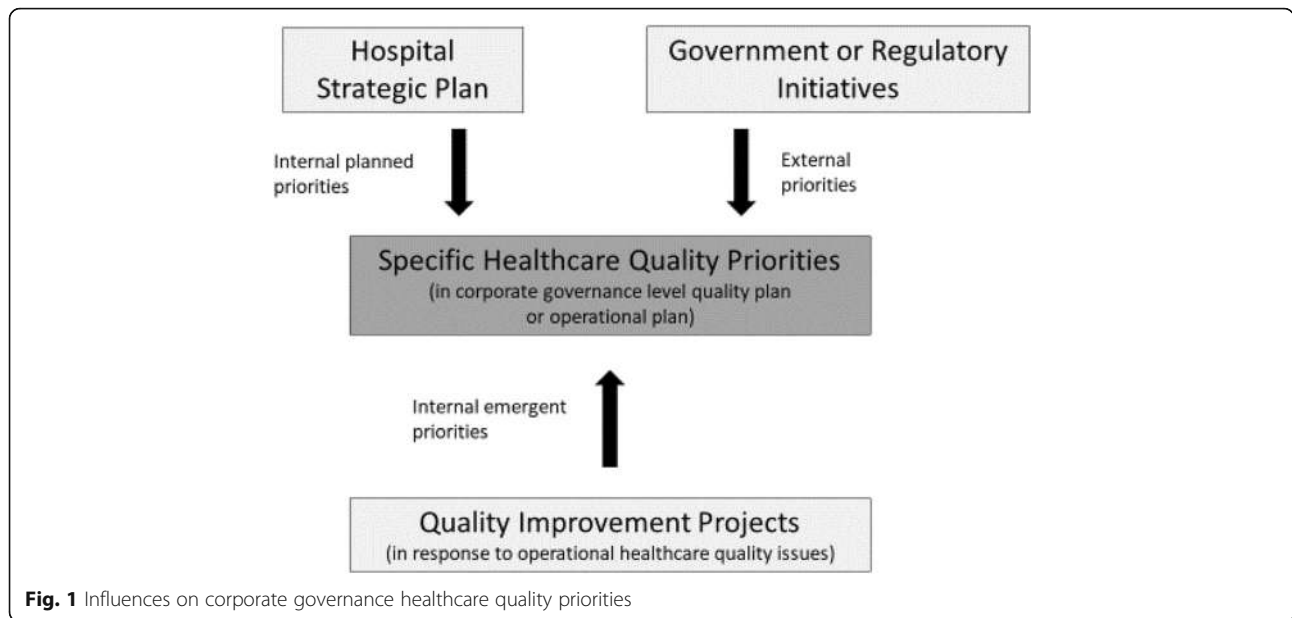 Hospital
Strategic Plan
Government or Regulatory
Initiatives
Internal planned
priorities
External
priorities
Specific Healthcare Quality Priorities
(in corporate governance level quality plan
or operational plan)
Internal emergent
priorities
Quality Improvement Projects
(in response to operational healthcare quality issues)
Fig. 1 Influences on corporate governance healthcare quality priorities